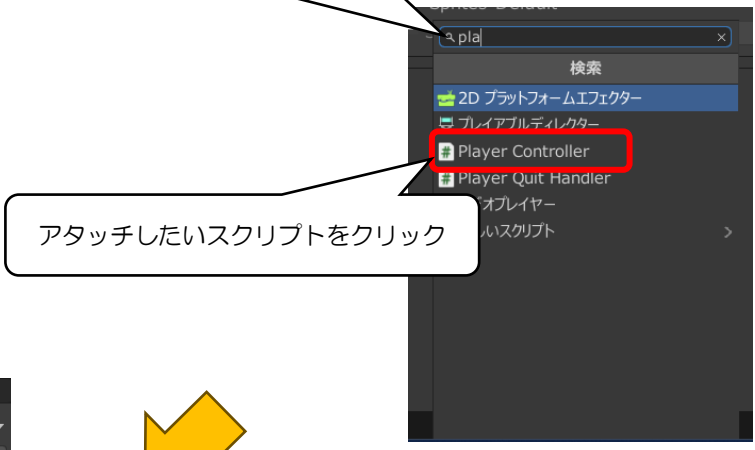 Sprites-Default
pla
検索
2D プラットフォームエフェクター
プレイアブルディレクター
Player Controller
Player Quit Handler
オプレイヤー
いスクリプト
アタッチしたいスクリプトをクリック